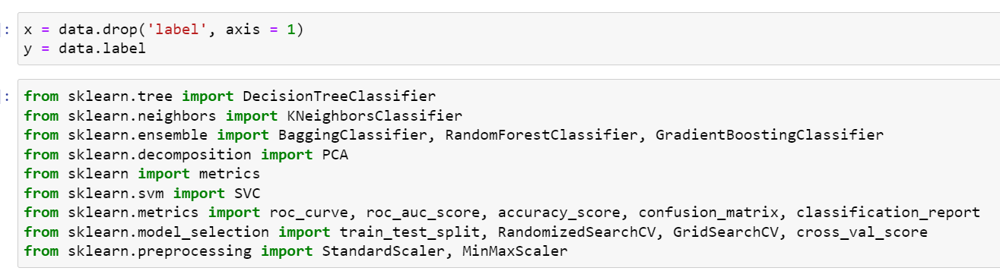 ]: x = data.drop('label', axis = 1)
y = data.label
]: from sklearn.tree import DecisionTreeClassifier
from sklearn.neighbors import KNeighborsClassifier
from sklearn.ensemble import BaggingClassifier, RandomForestClassifier, GradientBoostingClassifier
from sklearn.decomposition import PCA
from sklearn import metrics
from sklearn.svm import SVC
from sklearn.metrics import roc_curve, roc_auc_score, accuracy_score, confusion_matrix, classification_report
from sklearn.model_selection import train_test_split, RandomizedSearchCV, GridSearchCV, cross_val_score
from sklearn.preprocessing import StandardScaler, MinMaxScaler